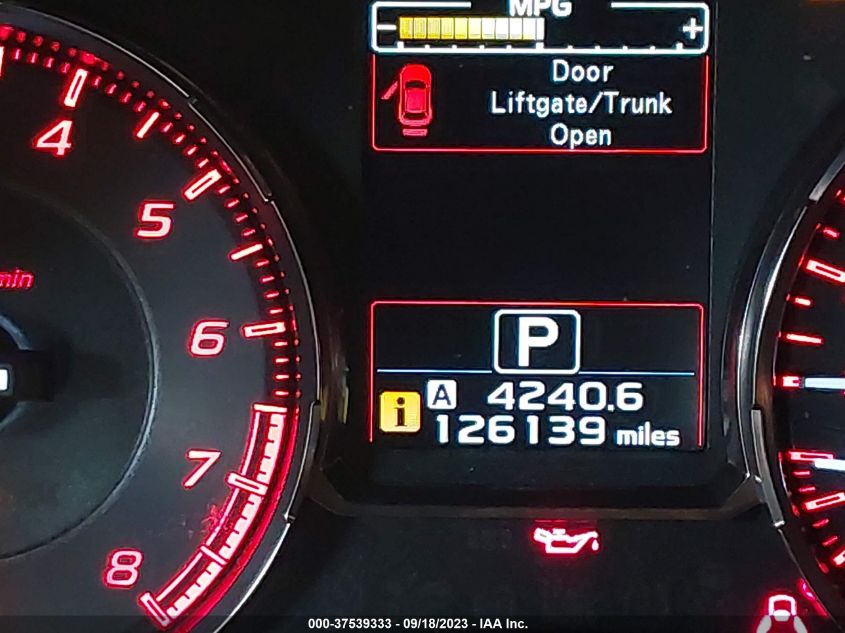 MPG
− +
Door
Liftgate/Trunk
Open
4
5
min
6
7
8
P
i A 4240.6
126139 miles
000-37539333 - 09/18/2023 - IAA Inc.